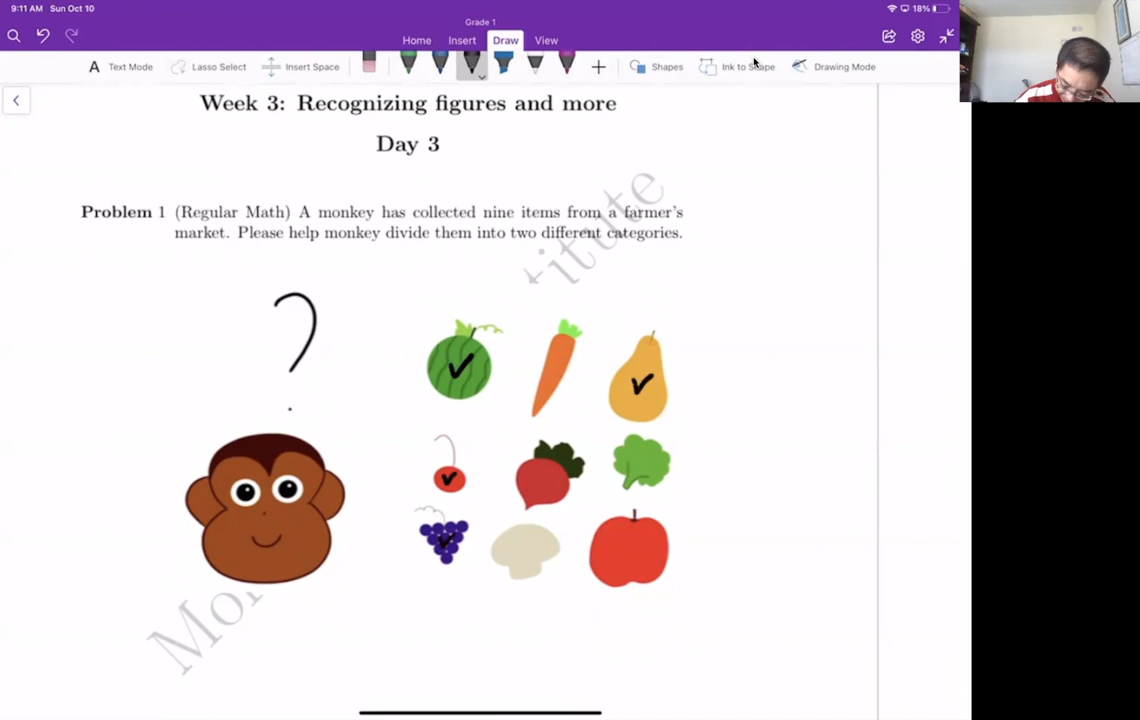 9:11 AM Sun Oct 10
18%
Grade 1
Home Insert Draw View
Text Mode Lasso Select Insert Space Shapes Ink to Shape Drawing Mode
Week 3: Recognizing figures and more
Day 3
Problem 1 (Regular Math) A monkey has collected nine items from a farmer's
market. Please help monkey divide them into two different categories.
?